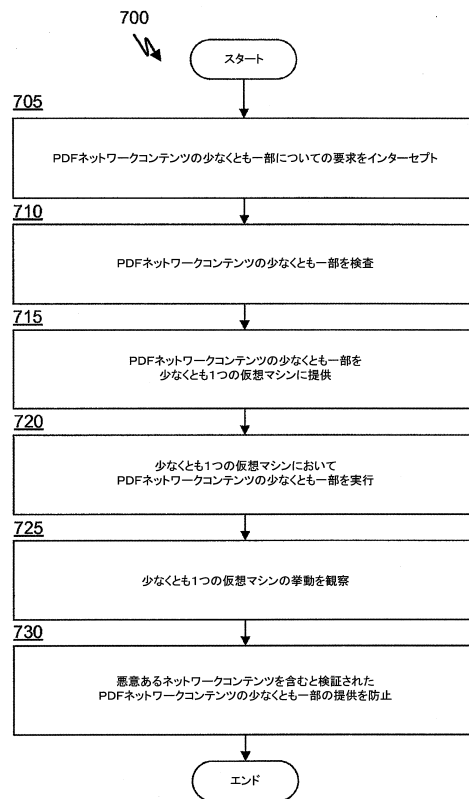 700
スタート
705
PDFネットワークコンテンツの少なくとも一部についての要求をインターセプト
710
PDFネットワークコンテンツの少なくとも一部を検査
715
PDFネットワークコンテンツの少なくとも一部を
少なくとも1つの仮想マシンに提供
720
少なくとも1つの仮想マシンにおいて
PDFネットワークコンテンツの少なくとも一部を実行
725
少なくとも1つの仮想マシンの挙動を観察
730
悪意あるネットワークコンテンツを含むと検証された
PDFネットワークコンテンツの少なくとも一部の提供を防止
エンド